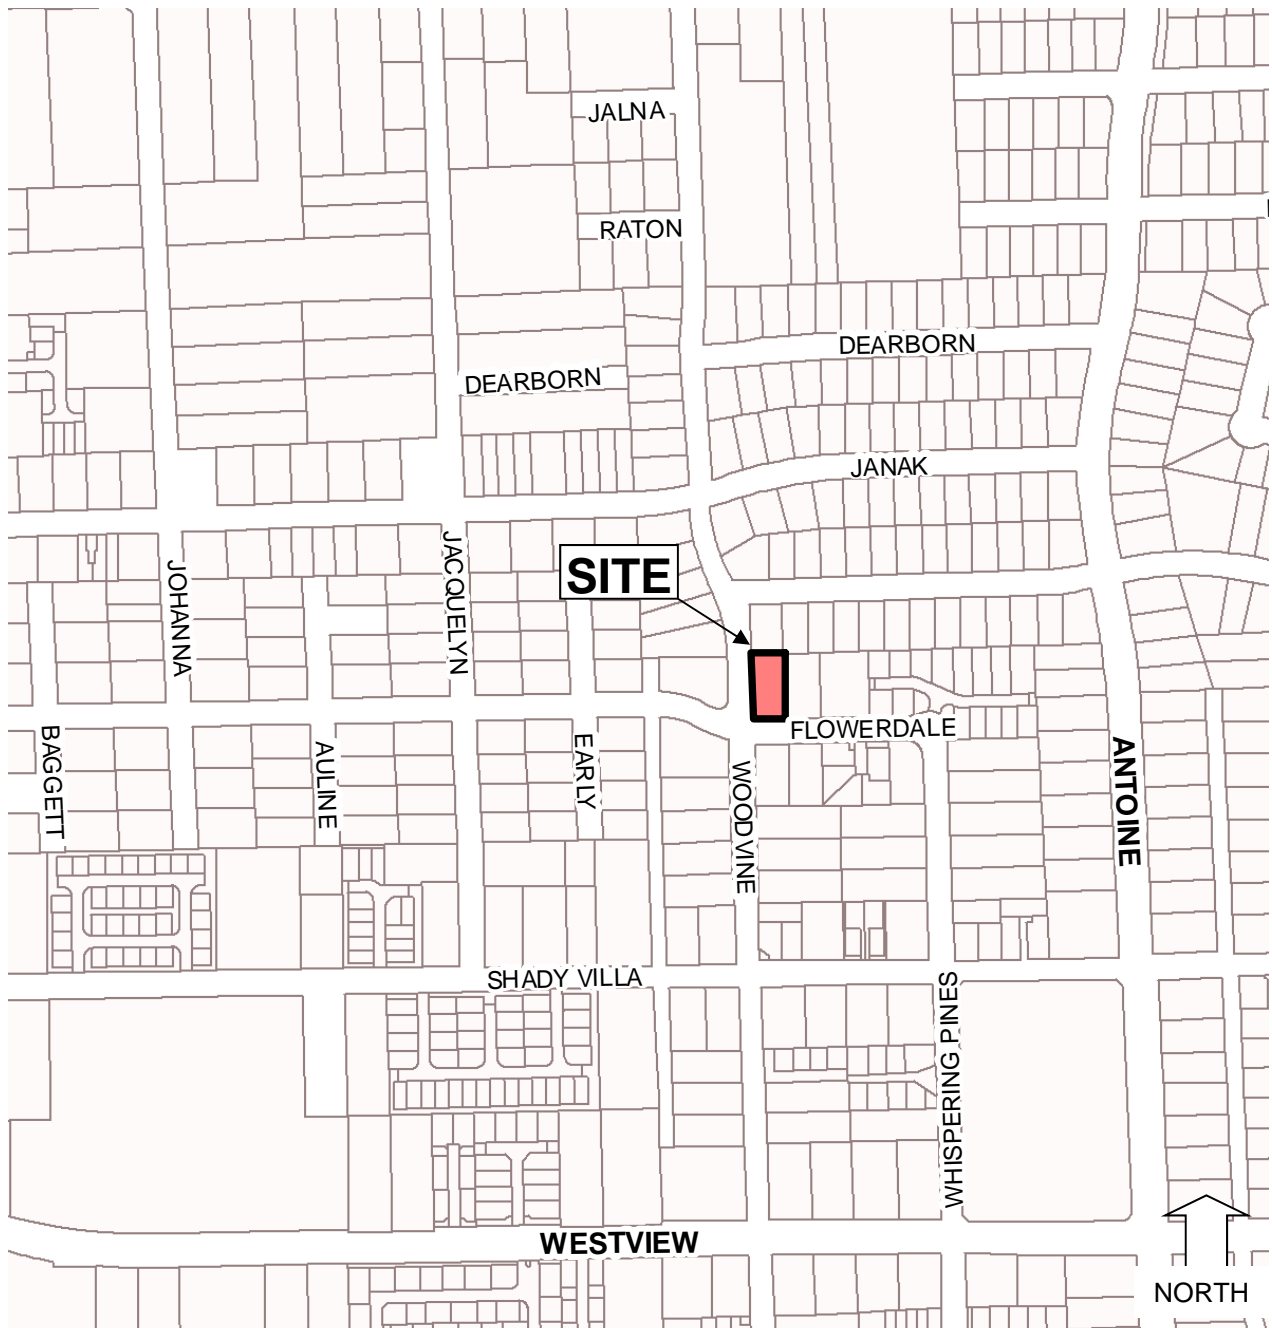 JALNA
RATON
DEARBORN
DEARBORN
JANAK
SITE
JOHANNA
JACQUELYN
FLOWERDALE
BAGGETT
AULINE
EARLY
WOODVINE
ANTOINE
SHADY VILLA
WHISPERING PINES
WESTVIEW
NORTH